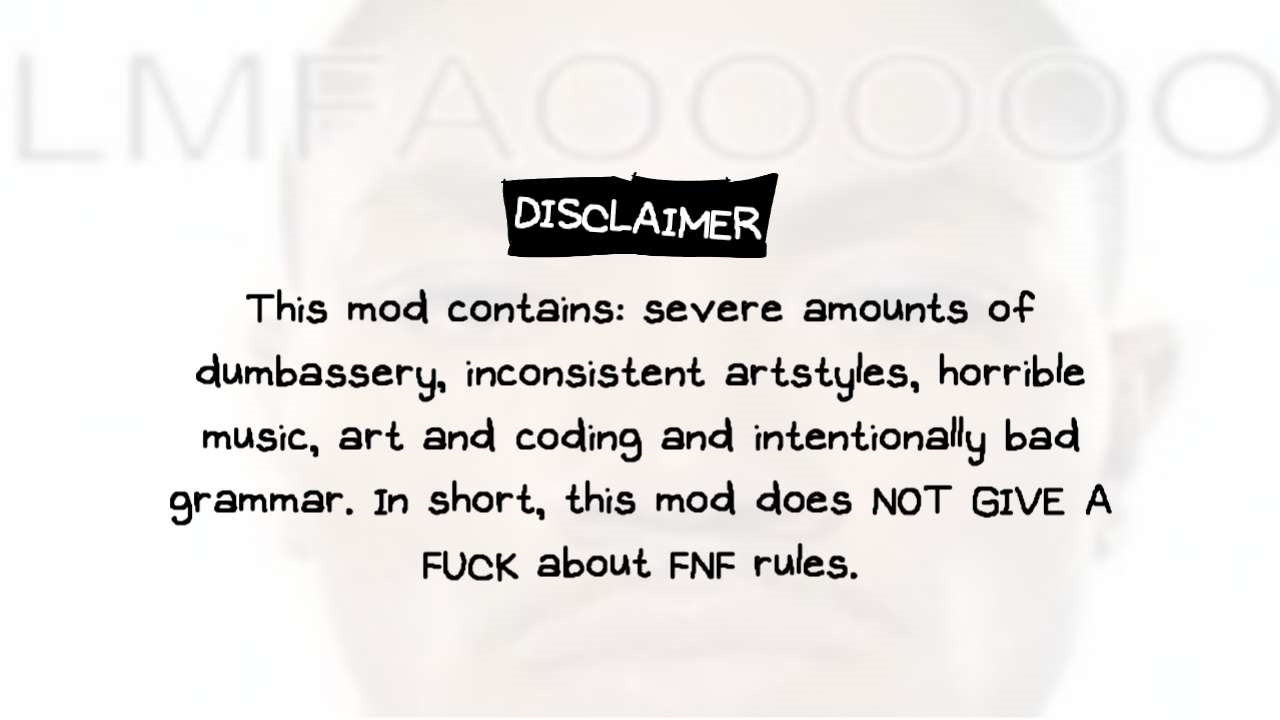 LMFAOOOOO
DISCLAIMER
This mod contains: severe amounts of
dumbassery, inconsistent artstyles, horrible
music, art and coding and intentionally bad
grammar. In short, this mod does NOT GIVE A
FUCK about FNF rules.